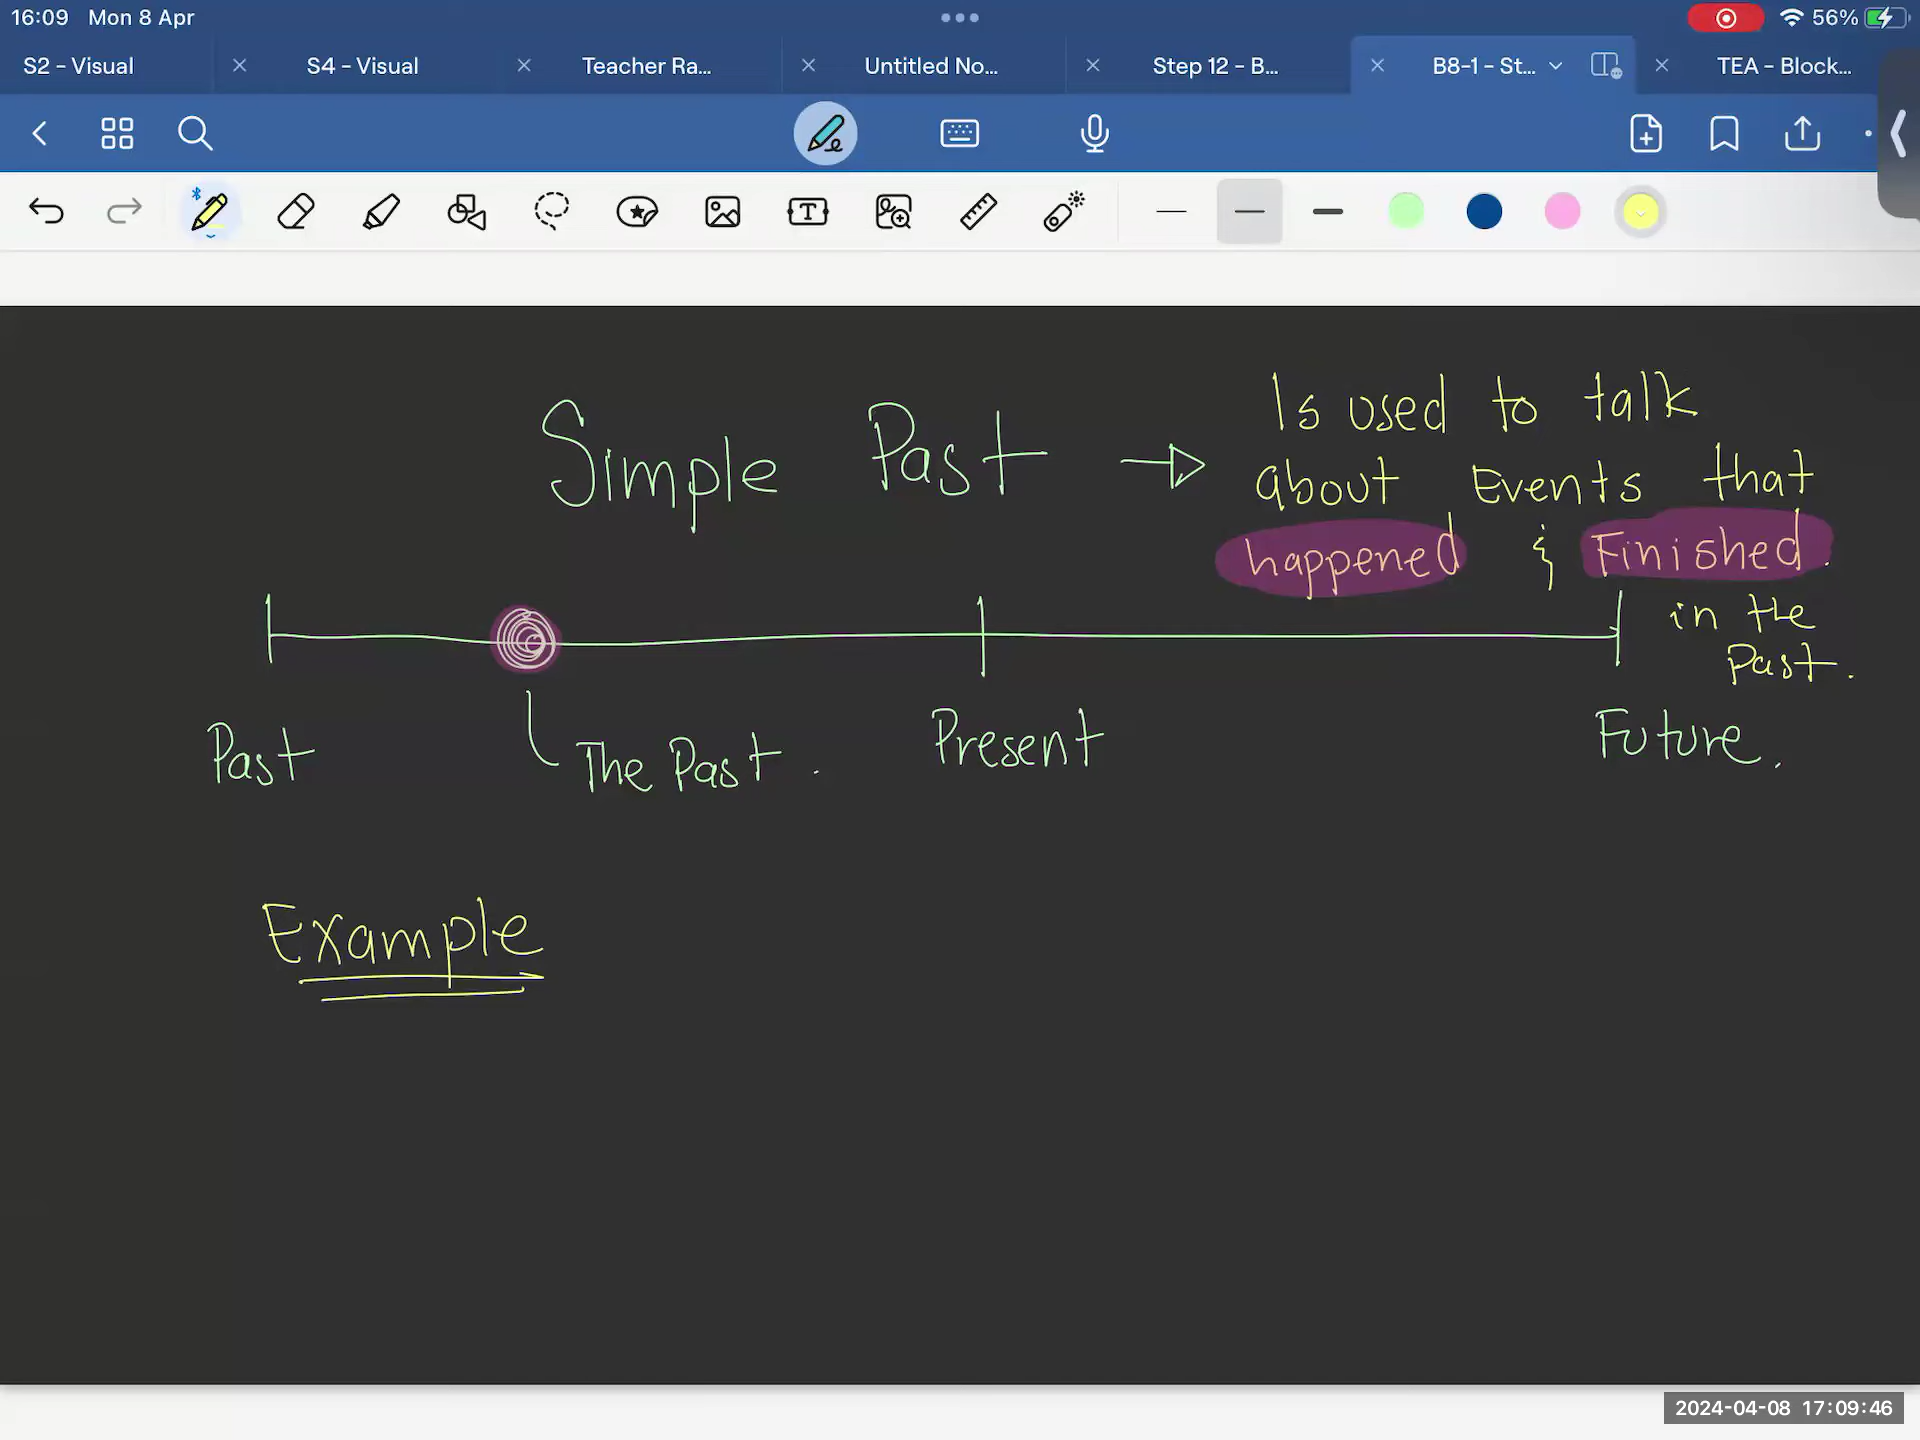 16:09 Mon 8 Apr
56%
S2 - Visual
S4 - Visual
Teacher Ra...
Untitled No...
Step 12 - B...
B8-1 - St...
TEA - Block...
Simple Past
Is used to talk
about Events that
happened & Finished.
in the
Past.
Past
The Past.
Present
Future.
Example
2024-04-08 17:09:46